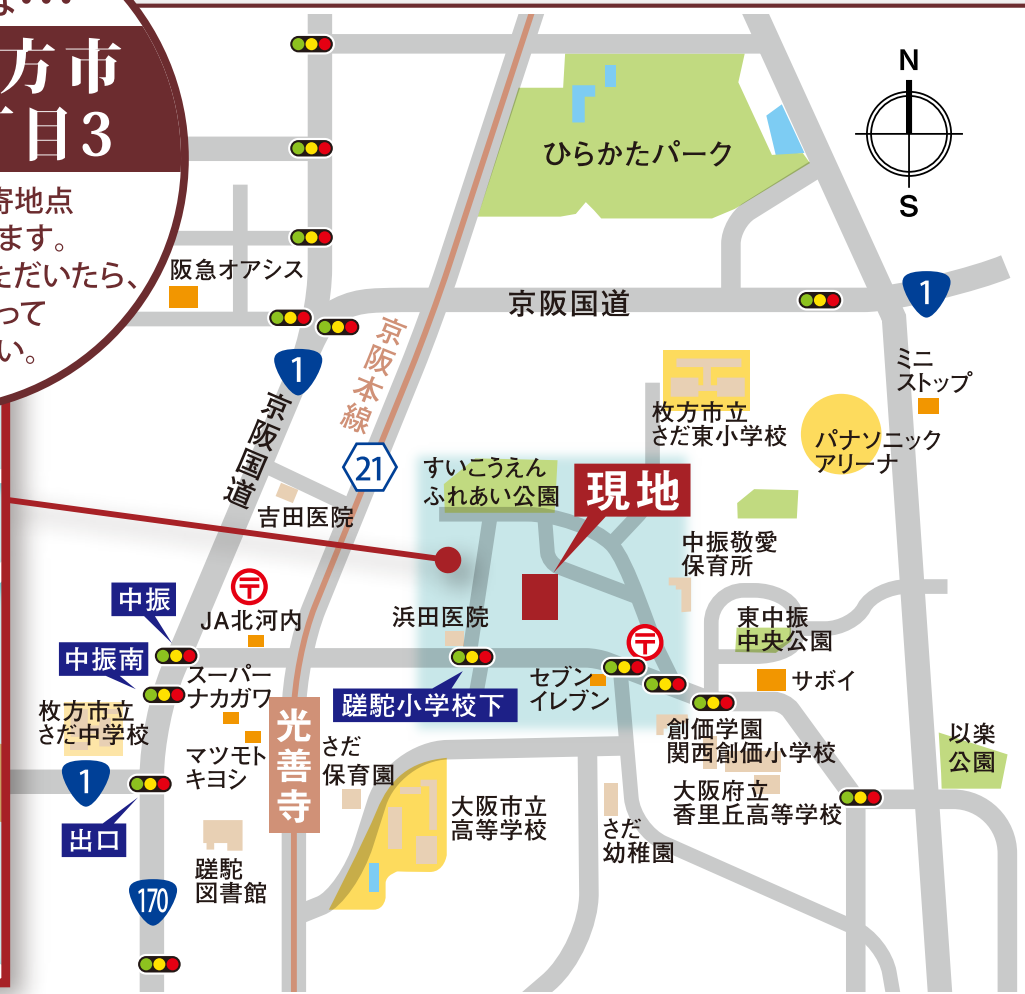 方市
丁目3
寄地点
ます。
ただいたら、
って
い。
N
S
ひらかたパーク
阪急オアシス
京阪国道
1
1
京阪本線
京阪国道
ミニ
ストップ
枚方市立
さだ東小学校
パナソニック
アリーナ
21
すいこうえん
ふれあい公園
現地
吉田医院
中振敬愛
保育所
中振
JA北河内
浜田医院
東中振
中央公園
中振南
スーパー
ナカガワ
セブン
イレブン
サボイ
蹉駝小学校下
枚方市立
さだ中学校
光善寺
創価学園
関西創価小学校
以楽
公園
マツモト
キヨシ
さだ
保育園
1
大阪府立
香里丘高等学校
大阪市立
高等学校
出口
さだ
幼稚園
蹉駝
図書館
170